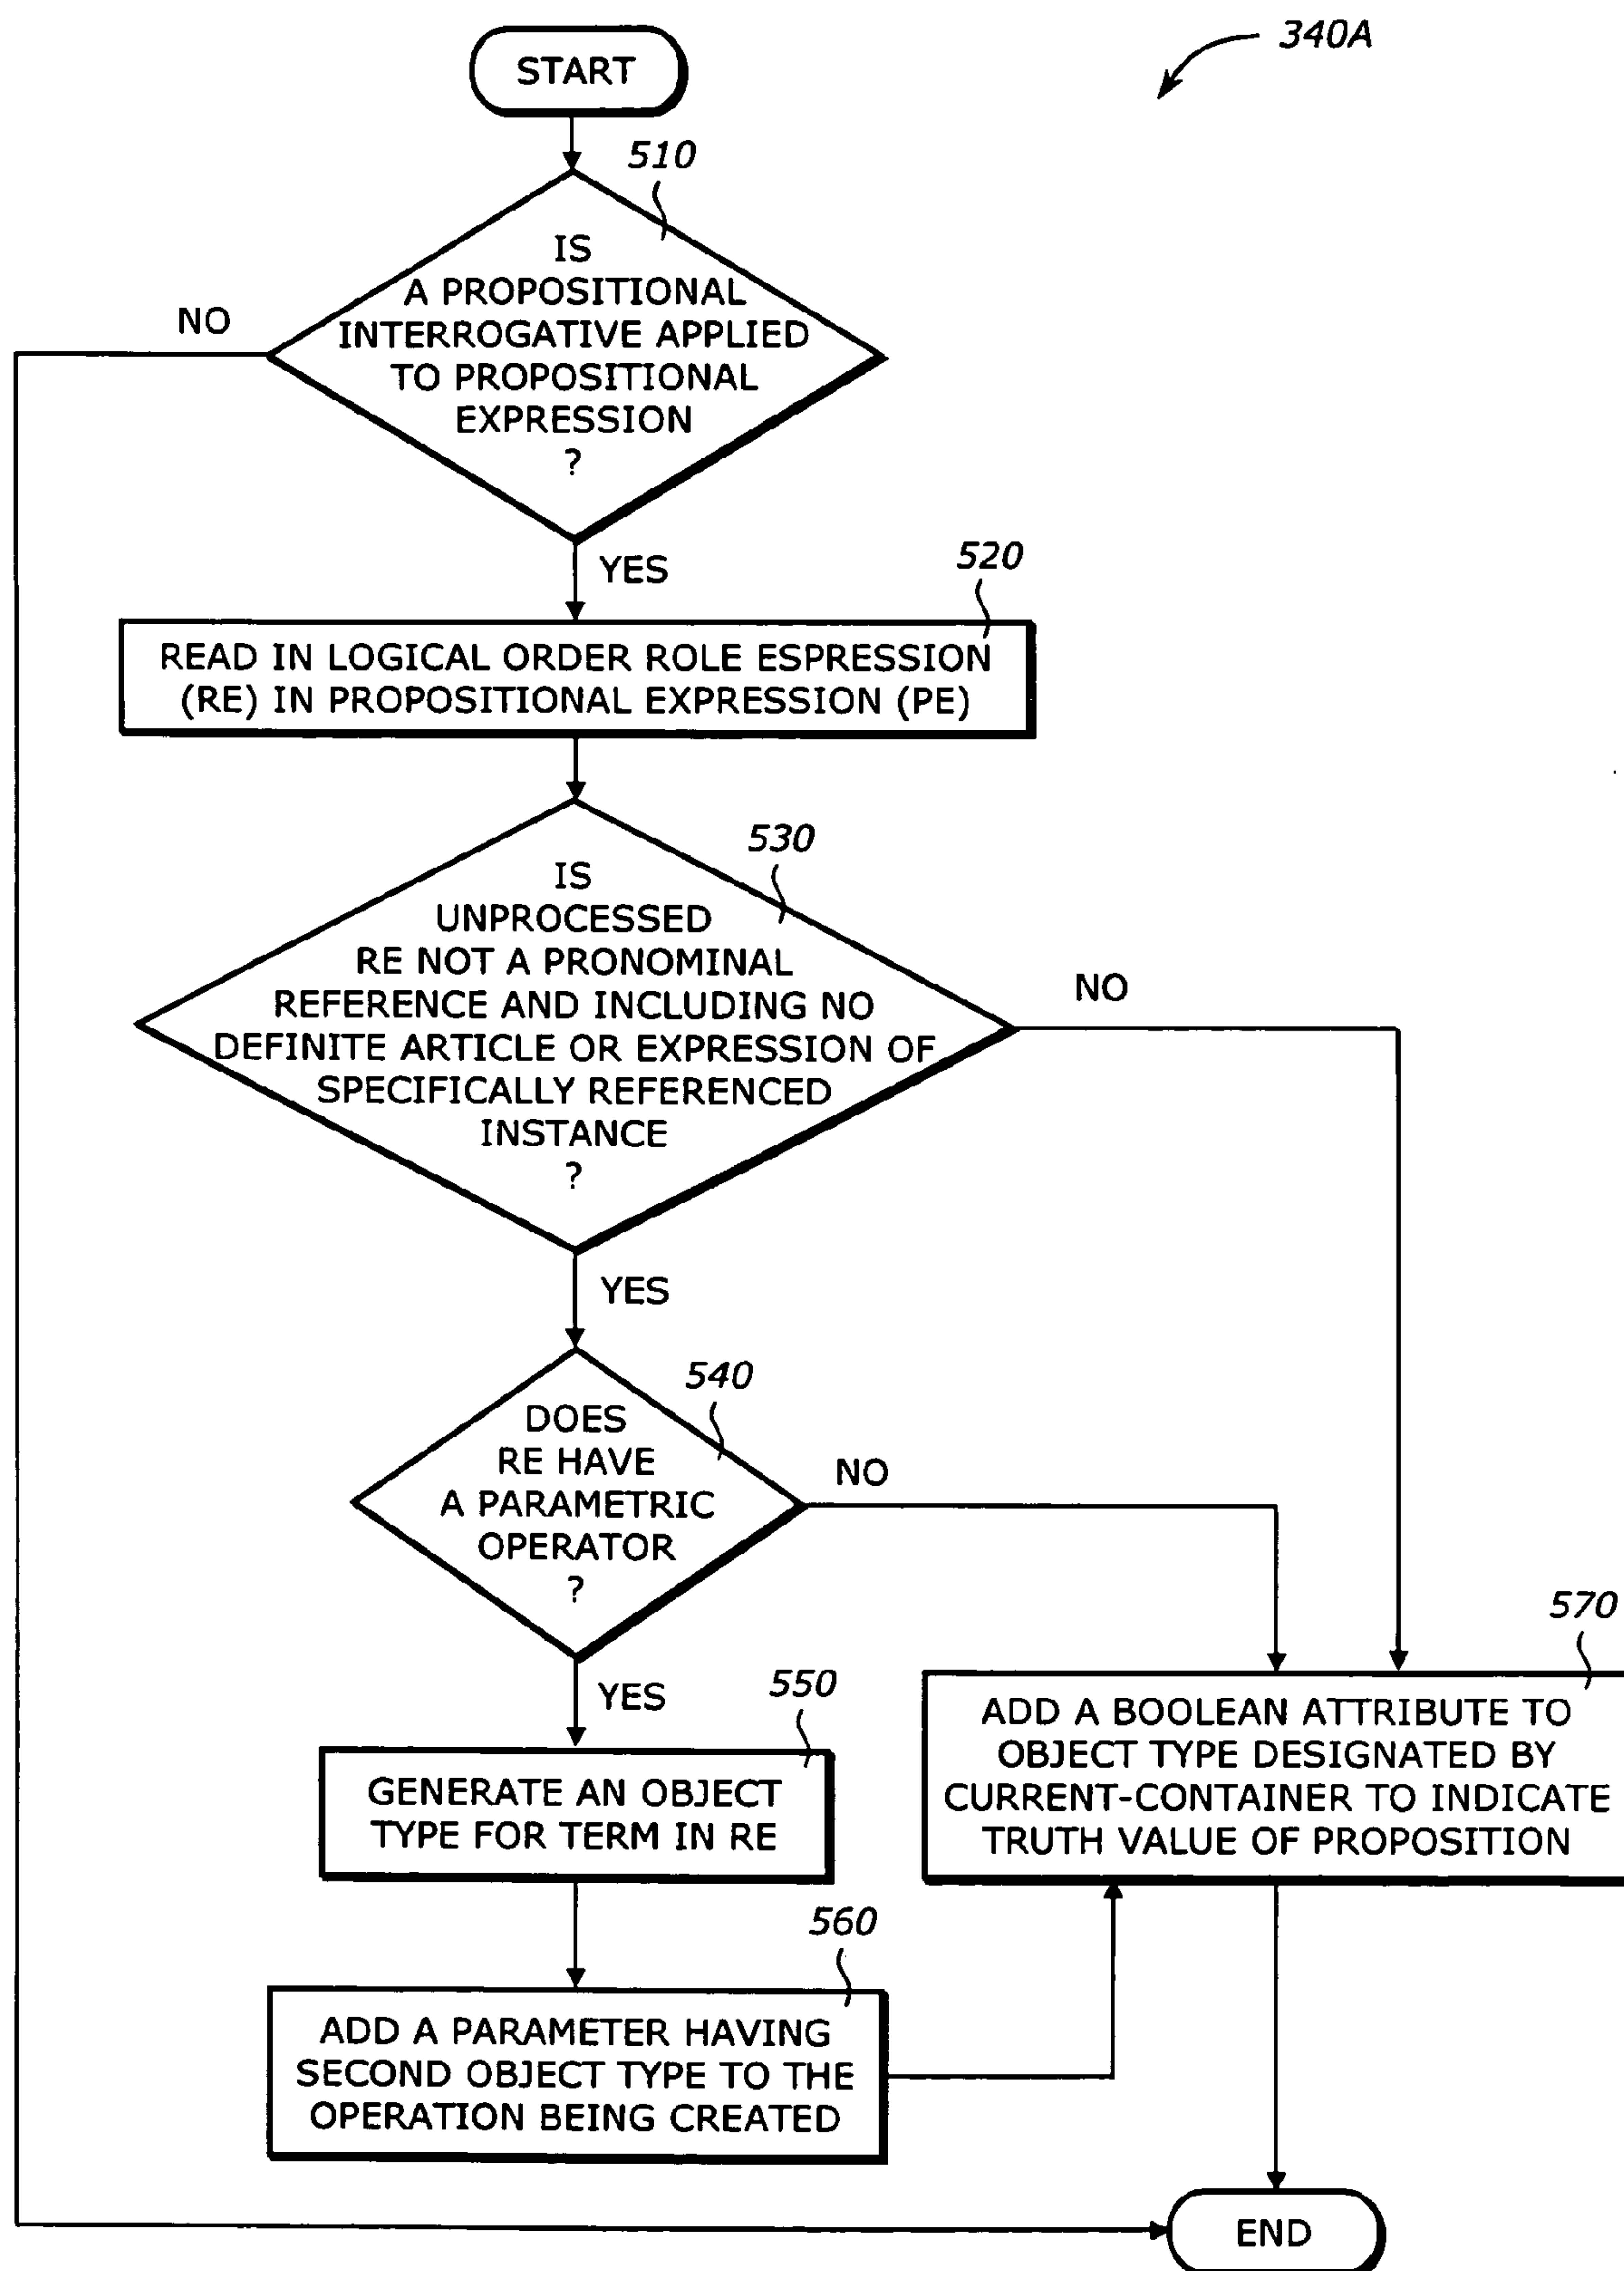 340A
START
510
IS
A PROPOSITIONAL
INTERROGATIVE APPLIED
TO PROPOSITIONAL
EXPRESSION
?
NO
YES
520
READ IN LOGICAL ORDER ROLE ESPRESSION
(RE) IN PROPOSITIONAL EXPRESSION (PE)
530
IS
UNPROCESSED
RE NOT A PRONOMINAL
REFERENCE AND INCLUDING NO
DEFINITE ARTICLE OR EXPRESSION OF
SPECIFICALLY REFERENCED
INSTANCE
?
NO
YES
540
DOES
RE HAVE
A PARAMETRIC
OPERATOR
?
NO
YES
550
GENERATE AN OBJECT
TYPE FOR TERM IN RE
560
ADD A PARAMETER HAVING
SECOND OBJECT TYPE TO THE
OPERATION BEING CREATED
570
ADD A BOOLEAN ATTRIBUTE TO
OBJECT TYPE DESIGNATED BY
CURRENT-CONTAINER TO INDICATE
TRUTH VALUE OF PROPOSITION
END